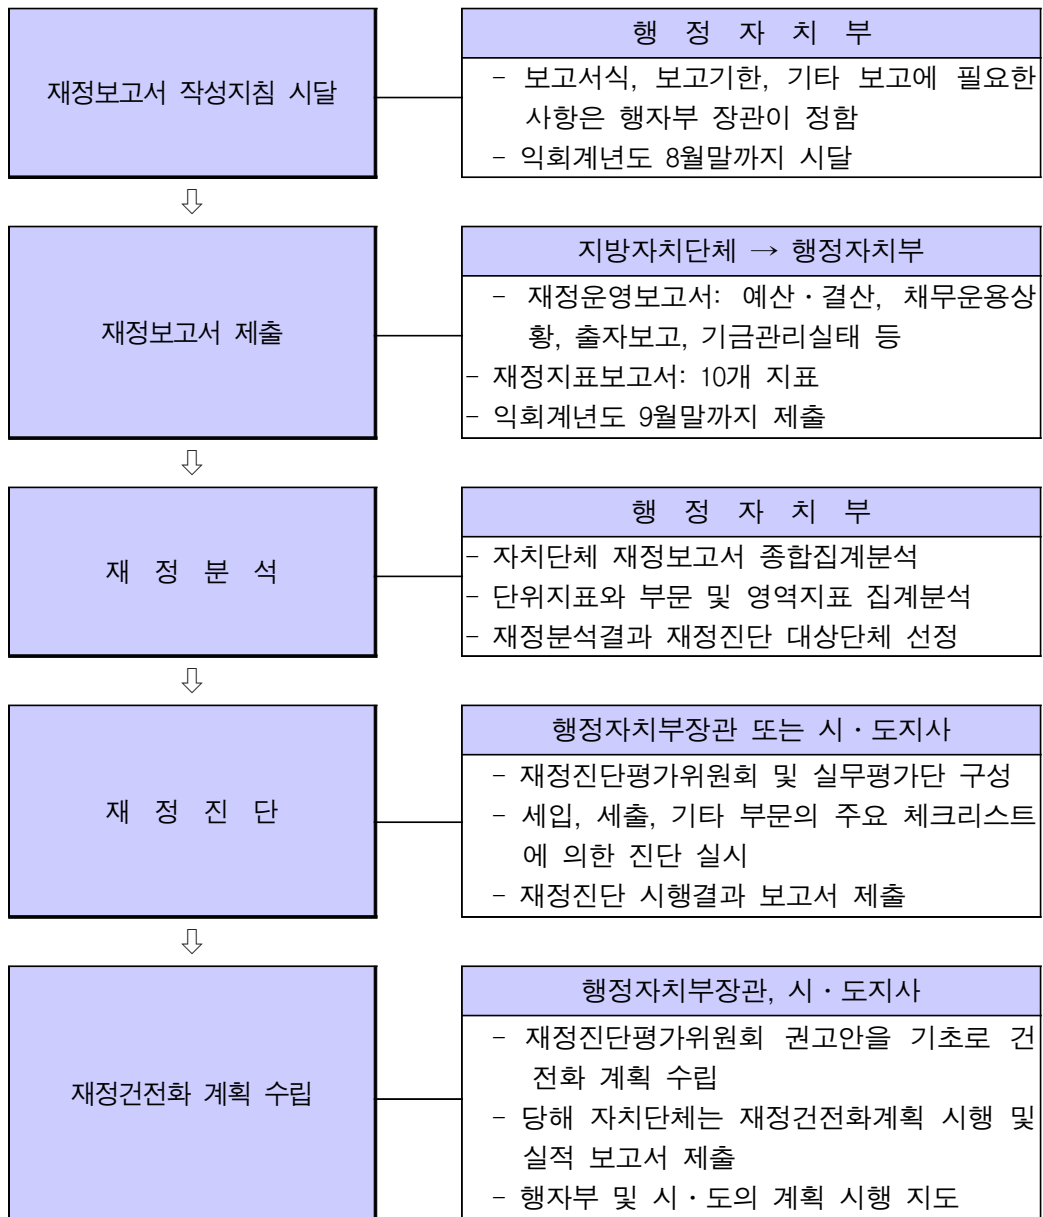 재정보고서 작성지침 시달
행 정 자 치 부
- 보고서식, 보고기한, 기타 보고에 필요한
사항은 행자부 장관이 정함
- 익회계년도 8월말까지 시달
⇩
재정보고서 제출
지방자치단체 → 행정자치부
- 재정운영보고서: 예산·결산, 채무운용상
황, 출자보고, 기금관리실태 등
- 재정지표보고서: 10개 지표
- 익회계년도 9월말까지 제출
⇩
재 정 분 석
행 정 자 치 부
- 자치단체 재정보고서 종합집계분석
- 단위지표와 부문 및 영역지표 집계분석
- 재정분석결과 재정진단 대상단체 선정
⇩
재 정 진 단
행정자치부장관 또는 시·도지사
- 재정진단평가위원회 및 실무평가단 구성
- 세입, 세출, 기타 부문의 주요 체크리스트
에 의한 진단 실시
- 재정진단 시행결과 보고서 제출
⇩
재정건전화 계획 수립
행정자치부장관, 시·도지사
- 재정진단평가위원회 권고안을 기초로 건
전화 계획 수립
- 당해 자치단체는 재정건전화계획 시행 및
실적 보고서 제출
- 행자부 및 시·도의 계획 시행 지도